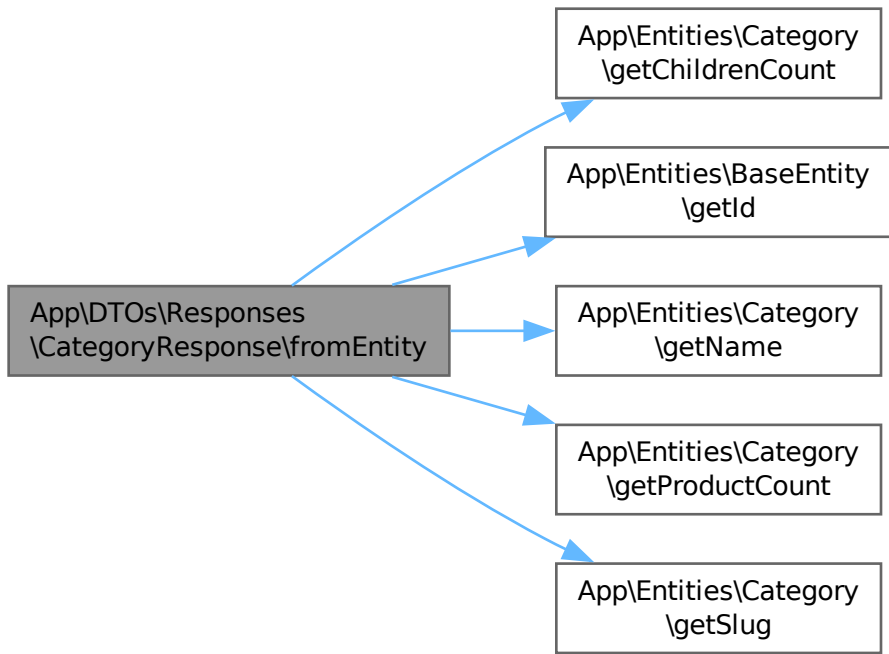 App\Entities\Category
\getChildrenCount
App\Entities\BaseEntity
\getId
App\DTOs\Responses
\CategoryResponse\fromEntity
App\Entities\Category
\getName
App\Entities\Category
\getProductCount
App\Entities\Category
\getSlug